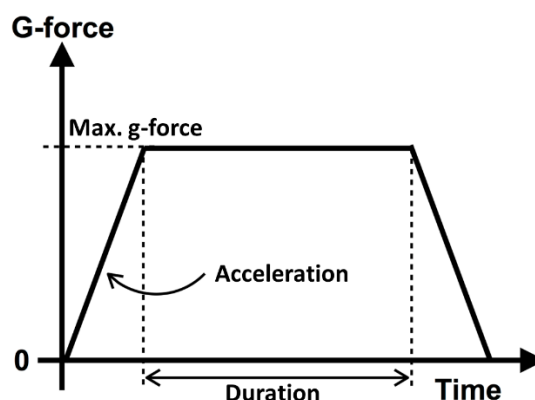 G-force
Max. g-force
Acceleration
0
Duration
Time